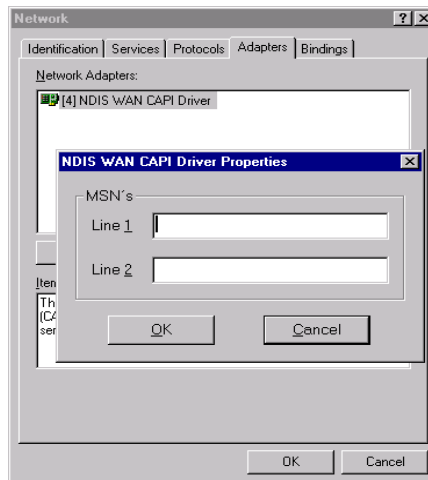 Network
Identification Services Protocols Adapters Bindings
Network Adapters:
[4] NDIS WAN CAPI Driver
NDIS WAN CAPI Driver Properties
MSN´s
Line 1
Line 2
OK Cancel
OK Cancel